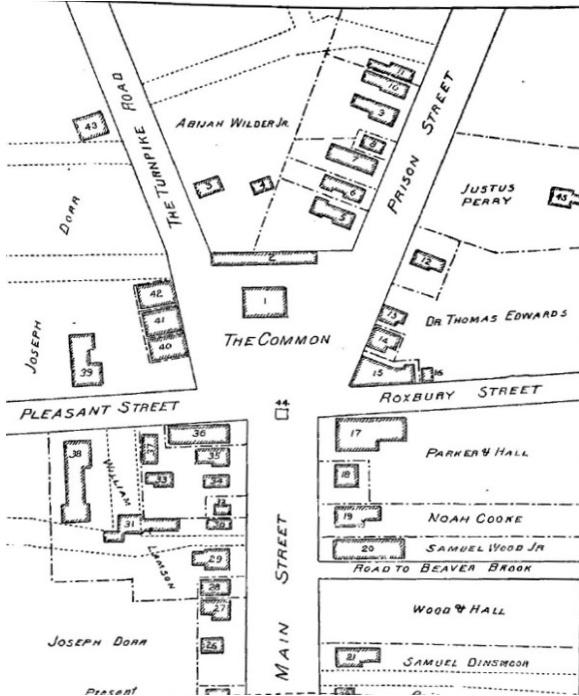 11
10
9
8
7
6
5
43
THE TURNPIKE ROAD
ABIJAH WILDER JR.
PRISON STREET
3
4
JUSTUS
PERRY
45
DORR
2
12
42
1
13
DR THOMAS EDWARDS
41
THE COMMON
14
40
JOSEPH
39
15
16
PLEASANT STREET
44
ROXBURY STREET
36
17
38
35
PARKER & HALL
WILLIAM
33
34
18
31
30
19
NOAH COOKE
LAMSON
29
20
SAMUEL WOOD JR
ROAD TO BEAVER BROOK
28
27
WOOD & HALL
MAIN STREET
JOSEPH DORR
26
21
SAMUEL DINSMOOR
Present